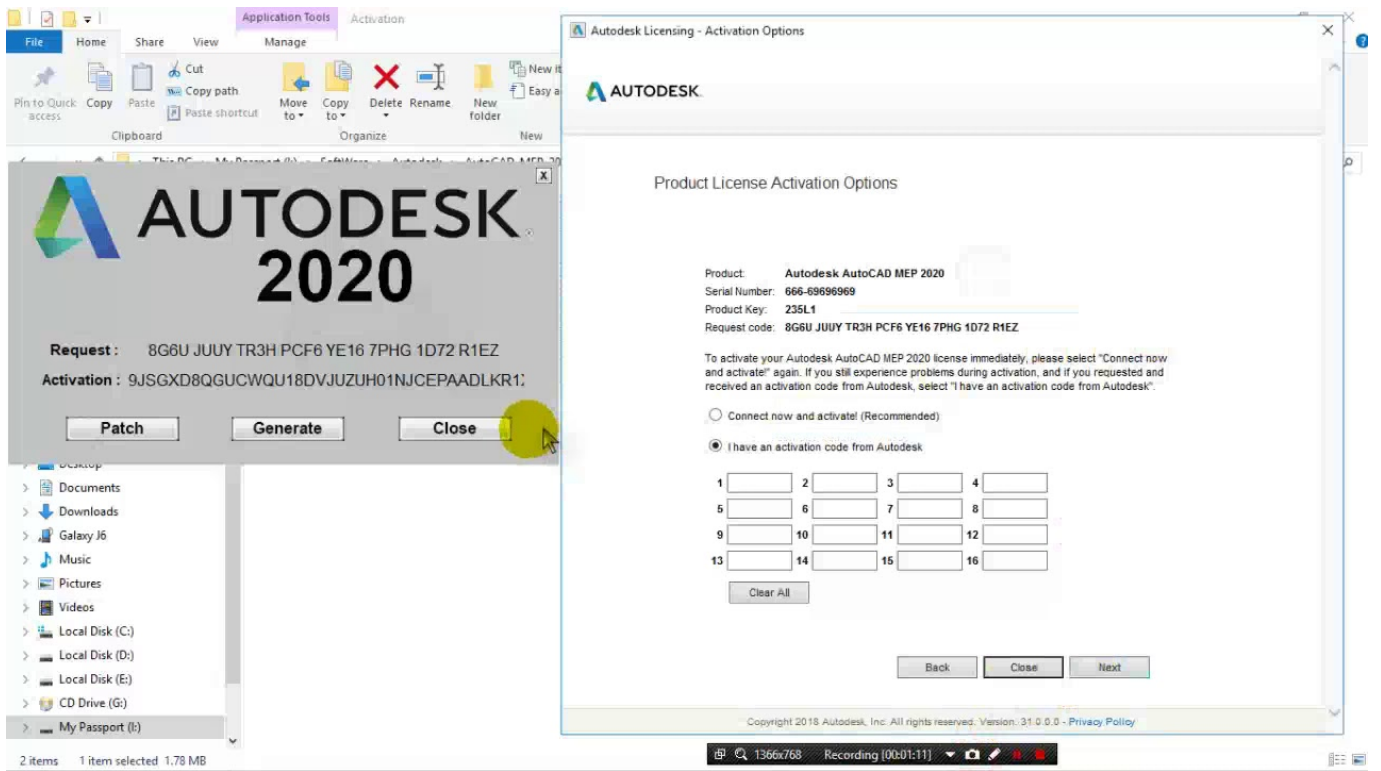 Application Tools Activation
File Home Share View Manage
Pin to Quick access Copy Paste Cut Copy path Paste shortcut
Move to Copy to Delete Rename New folder
Clipboard Organize New
AUTODESK
2020
Request : 8G6U JUUY TR3H PCF6 YE16 7PHG 1D72 R1EZ
Activation : 9JSGXD8QGUCWQU18DVJUZUH01NJCEPAADLKR1
Patch Generate Close
Desktop
Documents
Downloads
Galaxy J6
Music
Pictures
Videos
Local Disk (C:)
Local Disk (D:)
Local Disk (E:)
CD Drive (G:)
My Passport (I:)
2 items 1 item selected 1.78 MB
Autodesk Licensing - Activation Options
AUTODESK
Product License Activation Options
Product: Autodesk AutoCAD MEP 2020
Serial Number: 666-69696969
Product Key: 235L1
Request code: 8G6U JUUY TR3H PCF6 YE16 7PHG 1D72 R1EZ
To activate your Autodesk AutoCAD MEP 2020 license immediately, please select "Connect now
and activate!" again. If you still experience problems during activation, and if you requested and
received an activation code from Autodesk, select "I have an activation code from Autodesk".
Connect now and activate! (Recommended)
I have an activation code from Autodesk
1 2 3 4
5 6 7 8
9 10 11 12
13 14 15 16
Clear All
Back Close Next
Copyright 2018 Autodesk, Inc. All rights reserved. Version. 31.0.0.0 - Privacy Policy
1366x768 Recording [00:01:11]